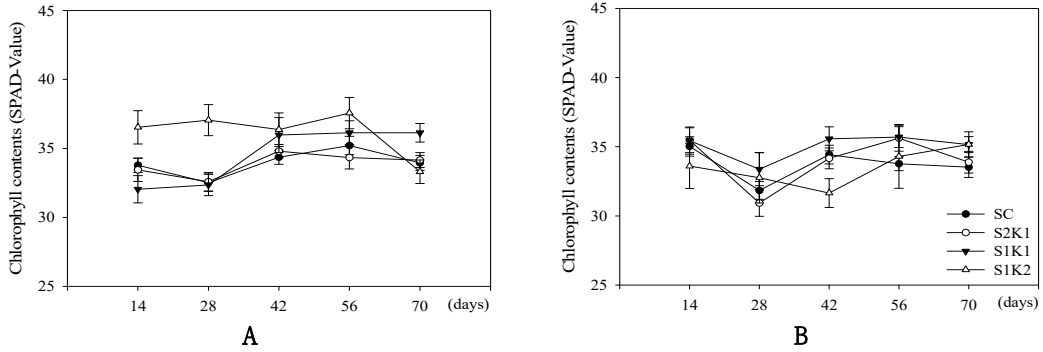 Chlorophyll contents (SPAD-Value)
45
40
35
30
25
14 28 42 56 70 (days)
A
Chlorophyll contents (SPAD-Value)
45
40
35
30
25
SC
S2K1
S1K1
S1K2
14 28 42 56 70 (days)
B